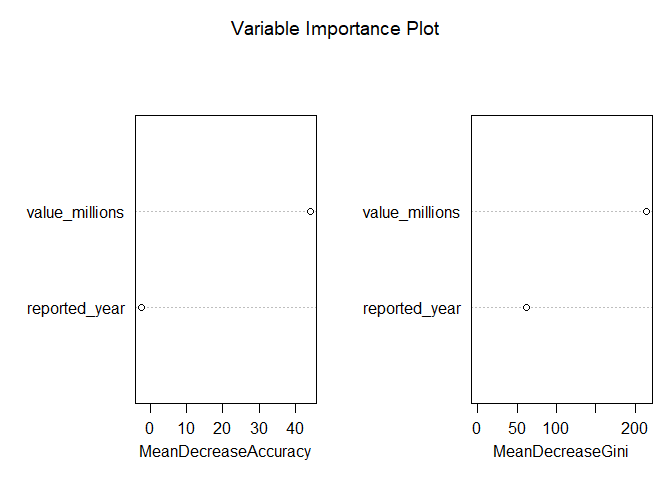 Variable Importance Plot
value_millions
reported_year
0 10 20 30 40
MeanDecreaseAccuracy
value_millions
reported_year
0 50 100 200
MeanDecreaseGini